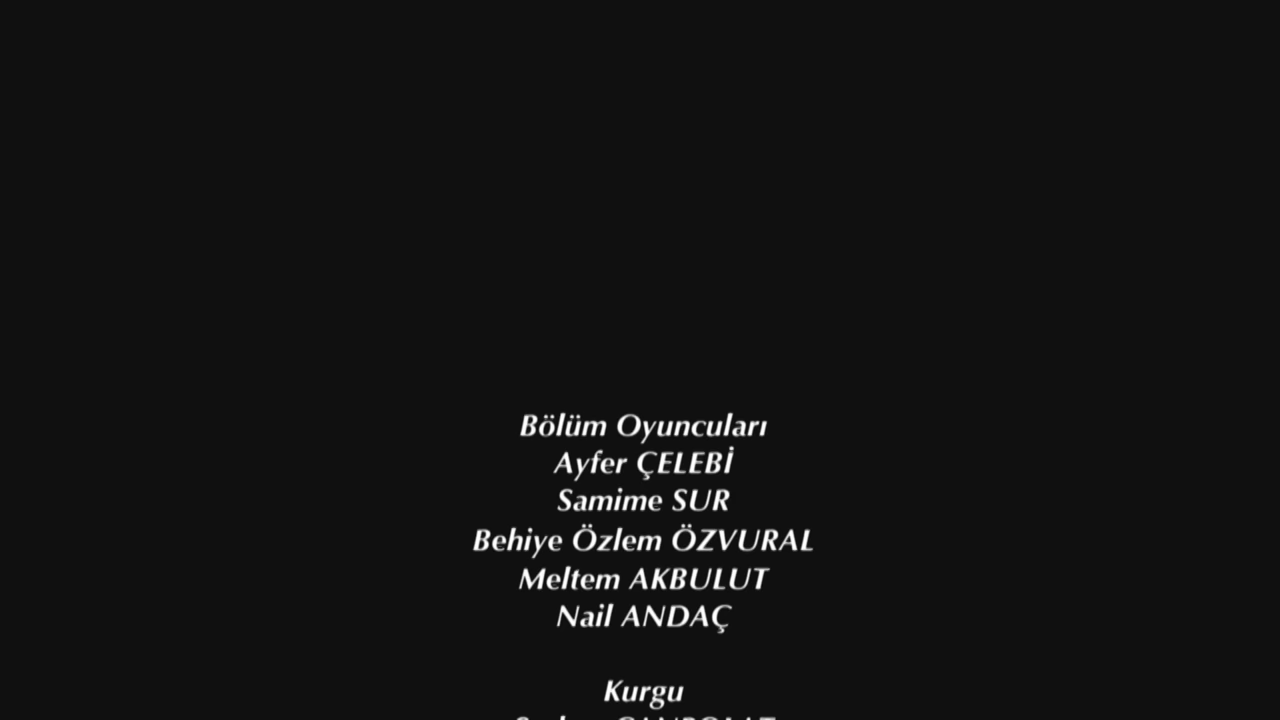 Bölüm Oyuncuları
Ayfer ÇELEBİ
Samime SUR
Behiye Özlem ÖZVURAL
Meltem AKBULUT
Nail ANDAÇ
Kurgu